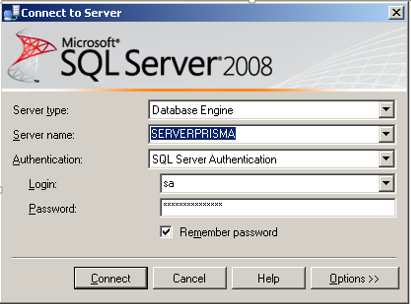 Connect to Server
Microsoft®
SQL Server® 2008
Server type: Database Engine
Server name: SERVERPRISMA
Authentication: SQL Server Authentication
Login: sa
Password: **************
Remember password
Connect Cancel Help Options >>